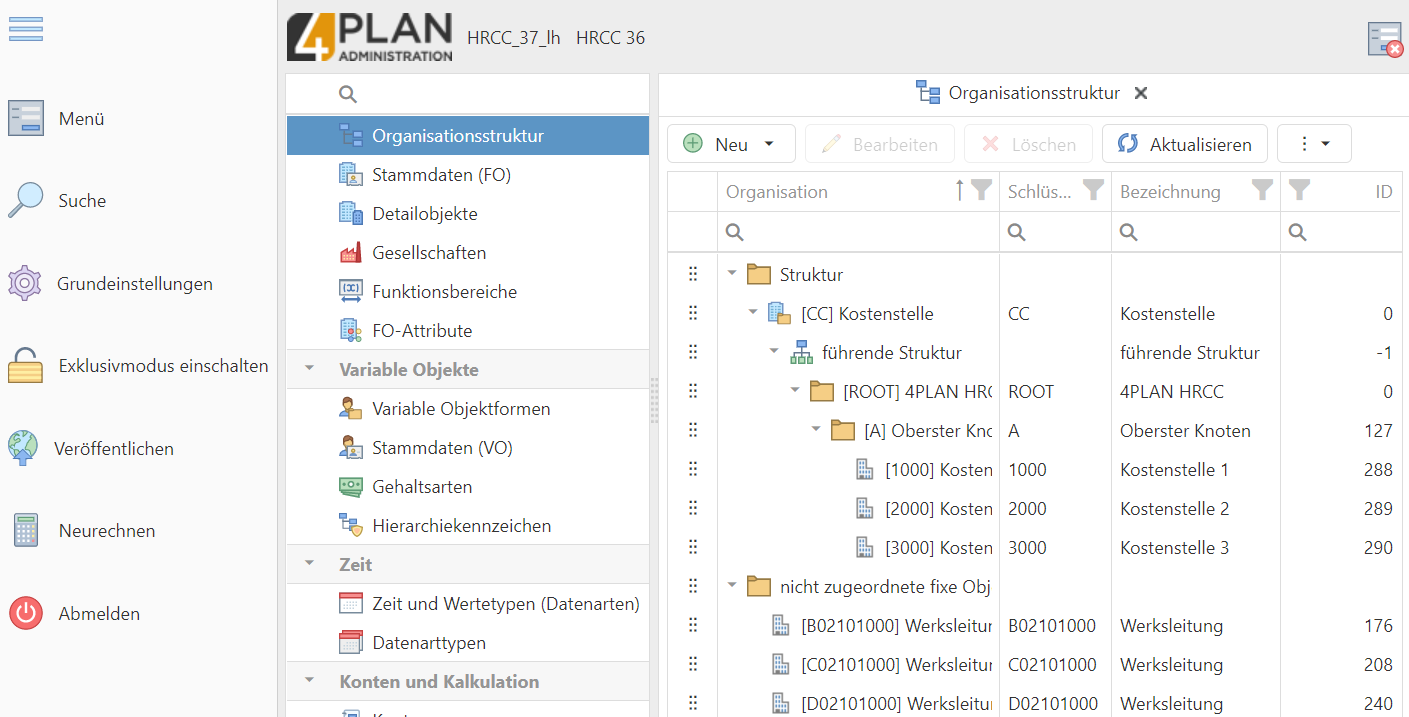 4PLAN
ADMINISTRATION
HRCC_37_lh HRCC 36
Menü
Suche
Grundeinstellungen
Exklusivmodus einschalten
Veröffentlichen
Neurechnen
Abmelden
Organisationsstruktur
Stammdaten (FO)
Detailobjekte
Gesellschaften
Funktionsbereiche
FO-Attribute
Variable Objekte
Variable Objektformen
Stammdaten (VO)
Gehaltsarten
Hierarchiekennzeichen
Zeit
Zeit und Wertetypen (Datenarten)
Datenarttypen
Konten und Kalkulation
Organisationsstruktur
Neu Bearbeiten Löschen Aktualisieren
Organisation Schlüs... Bezeichnung ID
Struktur
[CC] Kostenstelle CC Kostenstelle 0
führende Struktur führende Struktur -1
[ROOT] 4PLAN HRC ROOT 4PLAN HRCC 0
[A] Oberster Kno A Oberster Knoten 127
[1000] Kosten 1000 Kostenstelle 1 288
[2000] Kosten 2000 Kostenstelle 2 289
[3000] Kosten 3000 Kostenstelle 3 290
nicht zugeordnete fixe Obj
[B02101000] Werksleitur B02101000 Werksleitung 176
[C02101000] Werksleitur C02101000 Werksleitung 208
[D02101000] Werksleitur D02101000 Werksleitung 240